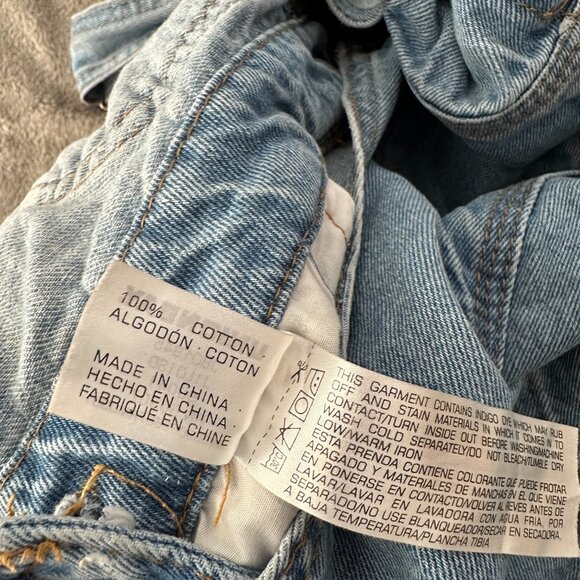 100% COTTON.
ALGODÓN. COTON
MADE IN CHINA.
HECHO EN CHINA.
FABRIQUÉ EN CHINE
THIS GARMENT CONTAINS INDIGO DYE WHICH MAY RUB
OFF AND STAIN MATERIALS IN WHICH IT COMES IN TO
CONTACT/TURN INSIDE OUT BEFORE WASHINGMACHINE
WASH COLD SEPARATELY/DO NOT BLEACH/TUMBLE DRY
LOW/WARM IRON
ESTA PRENDA CONTIENE COLORANTE QUE PUEDE FROTAR
APAGADO Y MATERIALES DE MANCHAS EN EL QUE VIENE
EN PONERSE EN CONTACTO/VOLVER AL REVES ANTES DE
LAVAR/LAVAR EN LAVADORA CON AGUA FRIA, POR
SEPARADO/NO USE BLANQUEADOR/SECAR EN SECADORA,
A BAJA TEMPERATURA/PLANCHA TIBIA